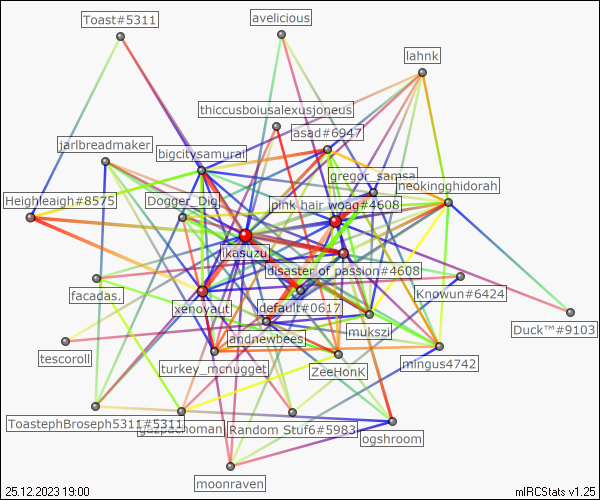 Toast#5311
avelicious
lahnk
thiccusboiusalexusjoneus
asad#6947
jarlbreadmaker
bigcitysamurai
gregor_samsa
neokingghidorah
Heighleaigh#8575
Dogger_Dig
pink hair woag#4608
ikasuzu
disaster of passion#4608
facadas.
xenoyaut
default#0617
Knowun#6424
mukszi
Duck™#9103
andnewbees
tescoroll
turkey_mcnugget
ZeeHonK
mingus4742
ToastephBroseph5311#5311
gazpachoman
Random Stuf6#5983
ogshroom
moonraven
25.12.2023 19:00
mIRCStats v1.25